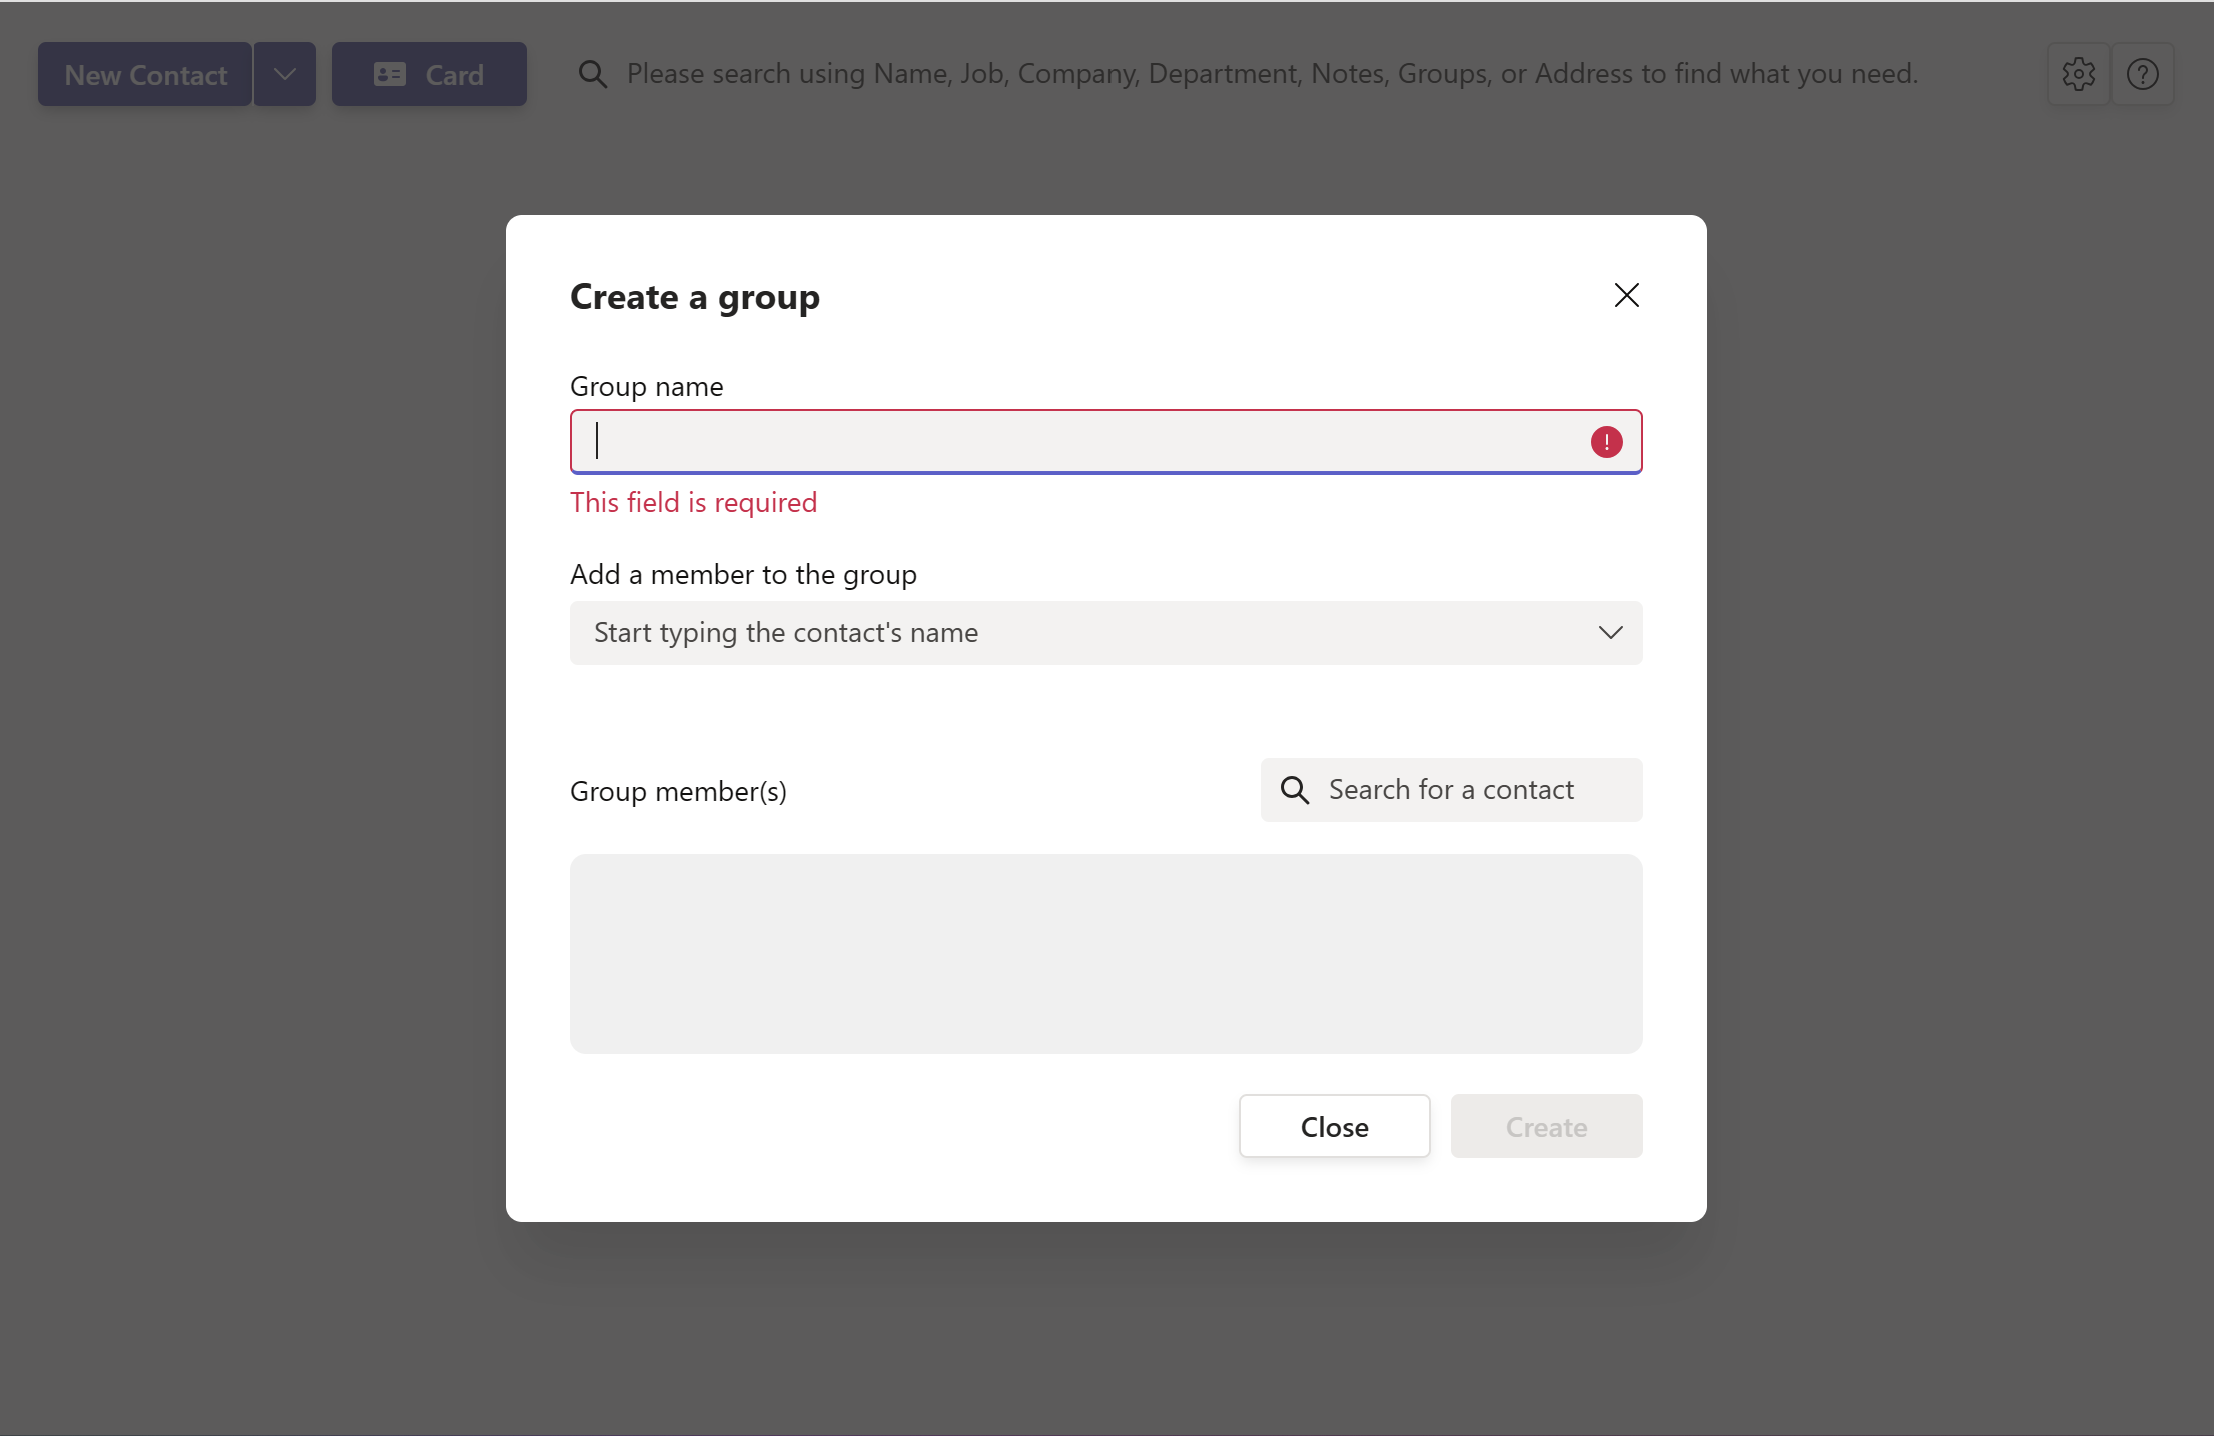 New Contact
Card
Please search using Name, Job, Company, Department, Notes, Groups, or Address to find what you need.
Create a group
Group name
This field is required
Add a member to the group
Start typing the contact's name
Group member(s)
Search for a contact
Close
Create